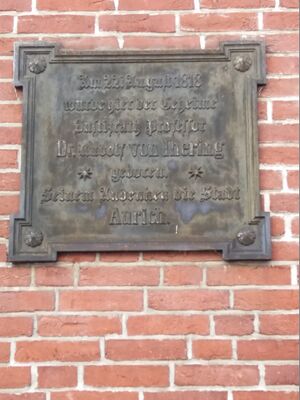 Am 22. August 1818
wurde hier der Geheime
Justizrath Professor
Dr. Rudolf von Ihering
geboren.
Seinem Andenken die Stadt
Aurich.